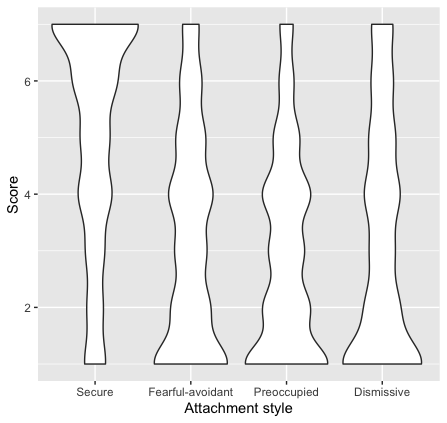 6
4
2
Score
Secure
Fearful-avoidant
Preoccupied
Dismissive
Attachment style